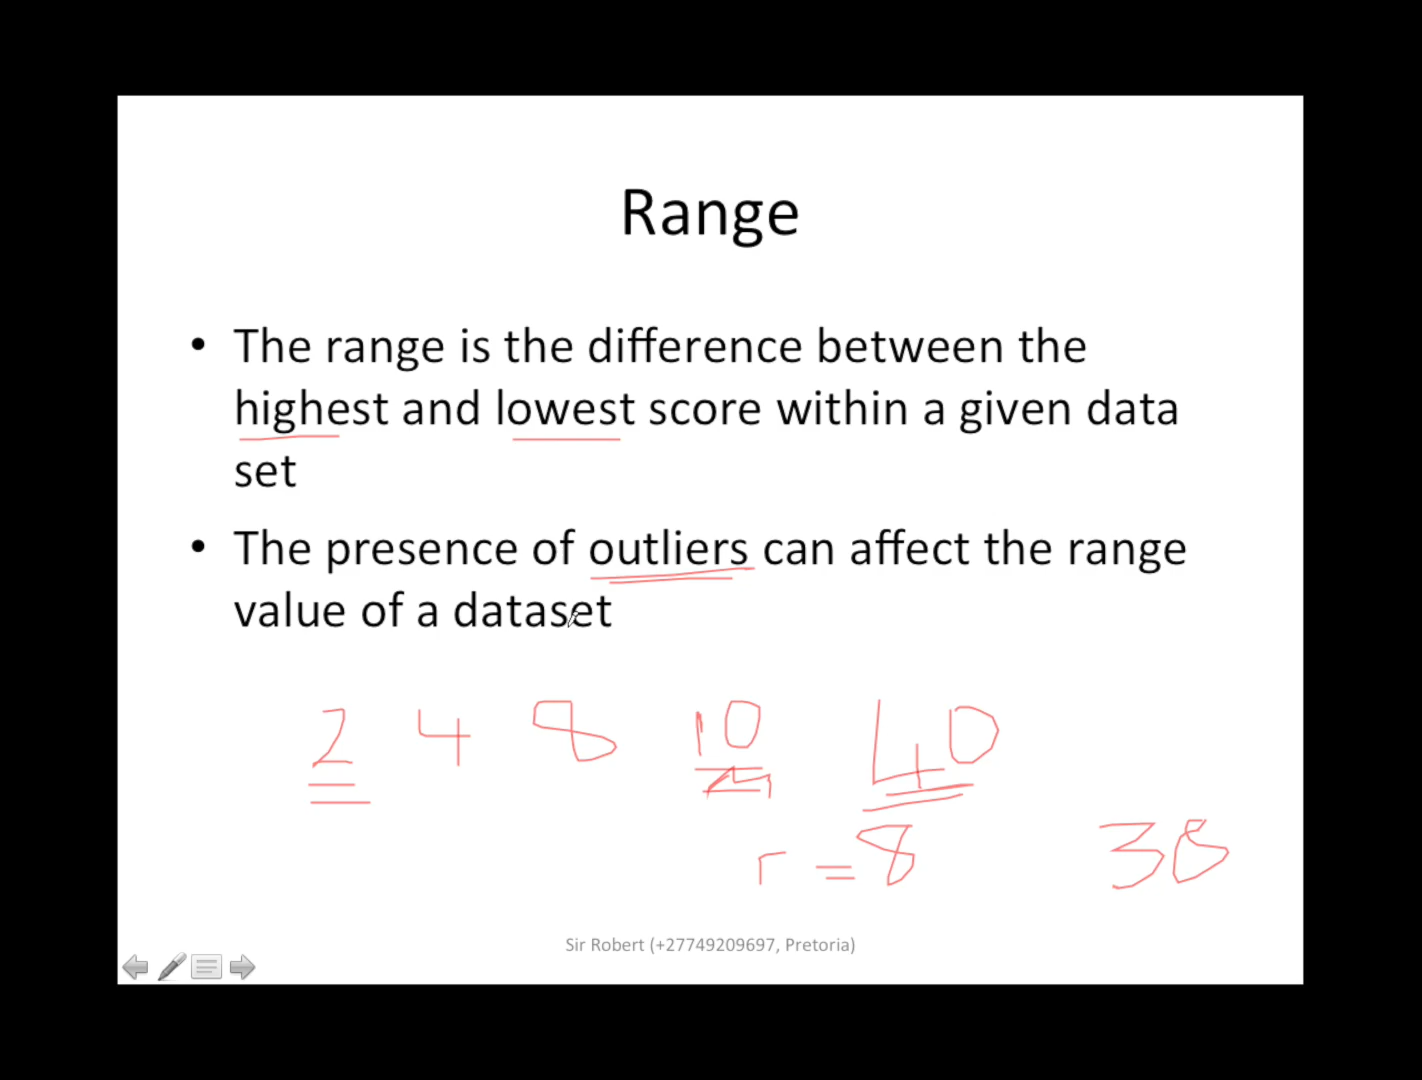 Range
• The range is the difference between the
highest and lowest score within a given data
set
• The presence of outliers can affect the range
value of a dataset
2 4 8 10 40
r = 8 38
Sir Robert (+27749209697, Pretoria)